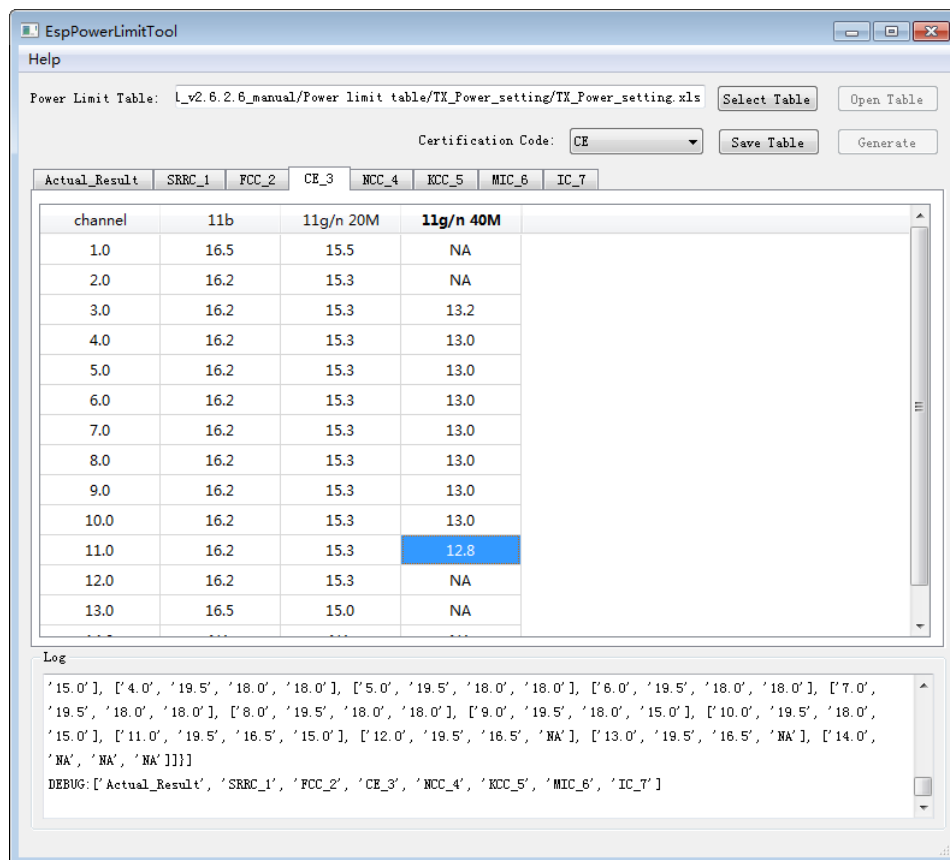 EspPowerLimitTool
Help
Power Limit Table: l_v2.6.2.6_manual/Power limit table/TX_Power_setting/TX_Power_setting.xls Select Table Open Table
Certification Code: CE Save Table Generate
Actual_Result SRRC_1 FCC_2 CE_3 NCC_4 KCC_5 MIC_6 IC_7
channel 11b 11g/n 20M 11g/n 40M
1.0 16.5 15.5 NA
2.0 16.2 15.3 NA
3.0 16.2 15.3 13.2
4.0 16.2 15.3 13.0
5.0 16.2 15.3 13.0
6.0 16.2 15.3 13.0
7.0 16.2 15.3 13.0
8.0 16.2 15.3 13.0
9.0 16.2 15.3 13.0
10.0 16.2 15.3 13.0
11.0 16.2 15.3 12.8
12.0 16.2 15.3 NA
13.0 16.5 15.0 NA
Log
'15.0'], ['4.0', '19.5', '18.0', '18.0'], ['5.0', '19.5', '18.0', '18.0'], ['6.0', '19.5', '18.0', '18.0'], ['7.0',
'19.5', '18.0', '18.0'], ['8.0', '19.5', '18.0', '18.0'], ['9.0', '19.5', '18.0', '15.0'], ['10.0', '19.5', '18.0',
'15.0'], ['11.0', '19.5', '16.5', '15.0'], ['12.0', '19.5', '16.5', 'NA'], ['13.0', '19.5', '16.5', 'NA'], ['14.0',
'NA', 'NA', 'NA']]}]
DEBUG:['Actual_Result', 'SRRC_1', 'FCC_2', 'CE_3', 'NCC_4', 'KCC_5', 'MIC_6', 'IC_7']